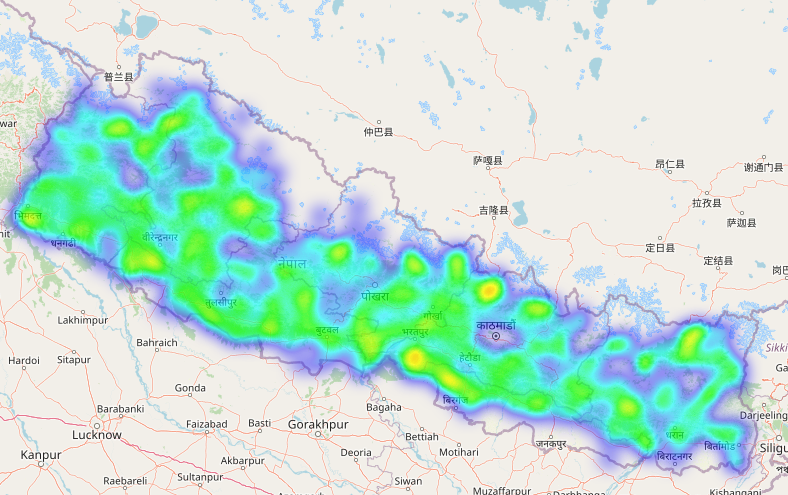 普兰县
仲巴县
萨嘎县
昂仁县
谢通门县
拉孜县
吉隆县
萨迦县
定日县
定结县
岗巴
war
भिमदत्त
nit
धनगढी
वीरेन्द्रनगर
नेपाल
पोखरा
तुलसीपुर
गोर्खा
काठमाडौं
बुटवल
भरतपुर
हेटौंडा
Lakhimpur
Bahraich
Sikki
Hardoi
Sitapur
Ga
Gonda
बिरगंज
Barabanki
Bagaha
Darjeeling
Faizabad
Basti
Gorakhpur
धरान
Lucknow
Bettiah
जनकपुर
बिर्तामोड
Siligu
Kanpur
Akbarpur
Deoria
Motihari
बिराटनगर
Raebareli
Sultanpur
Siwan
Muzaffarpur
Darbhanga
Kishanganj